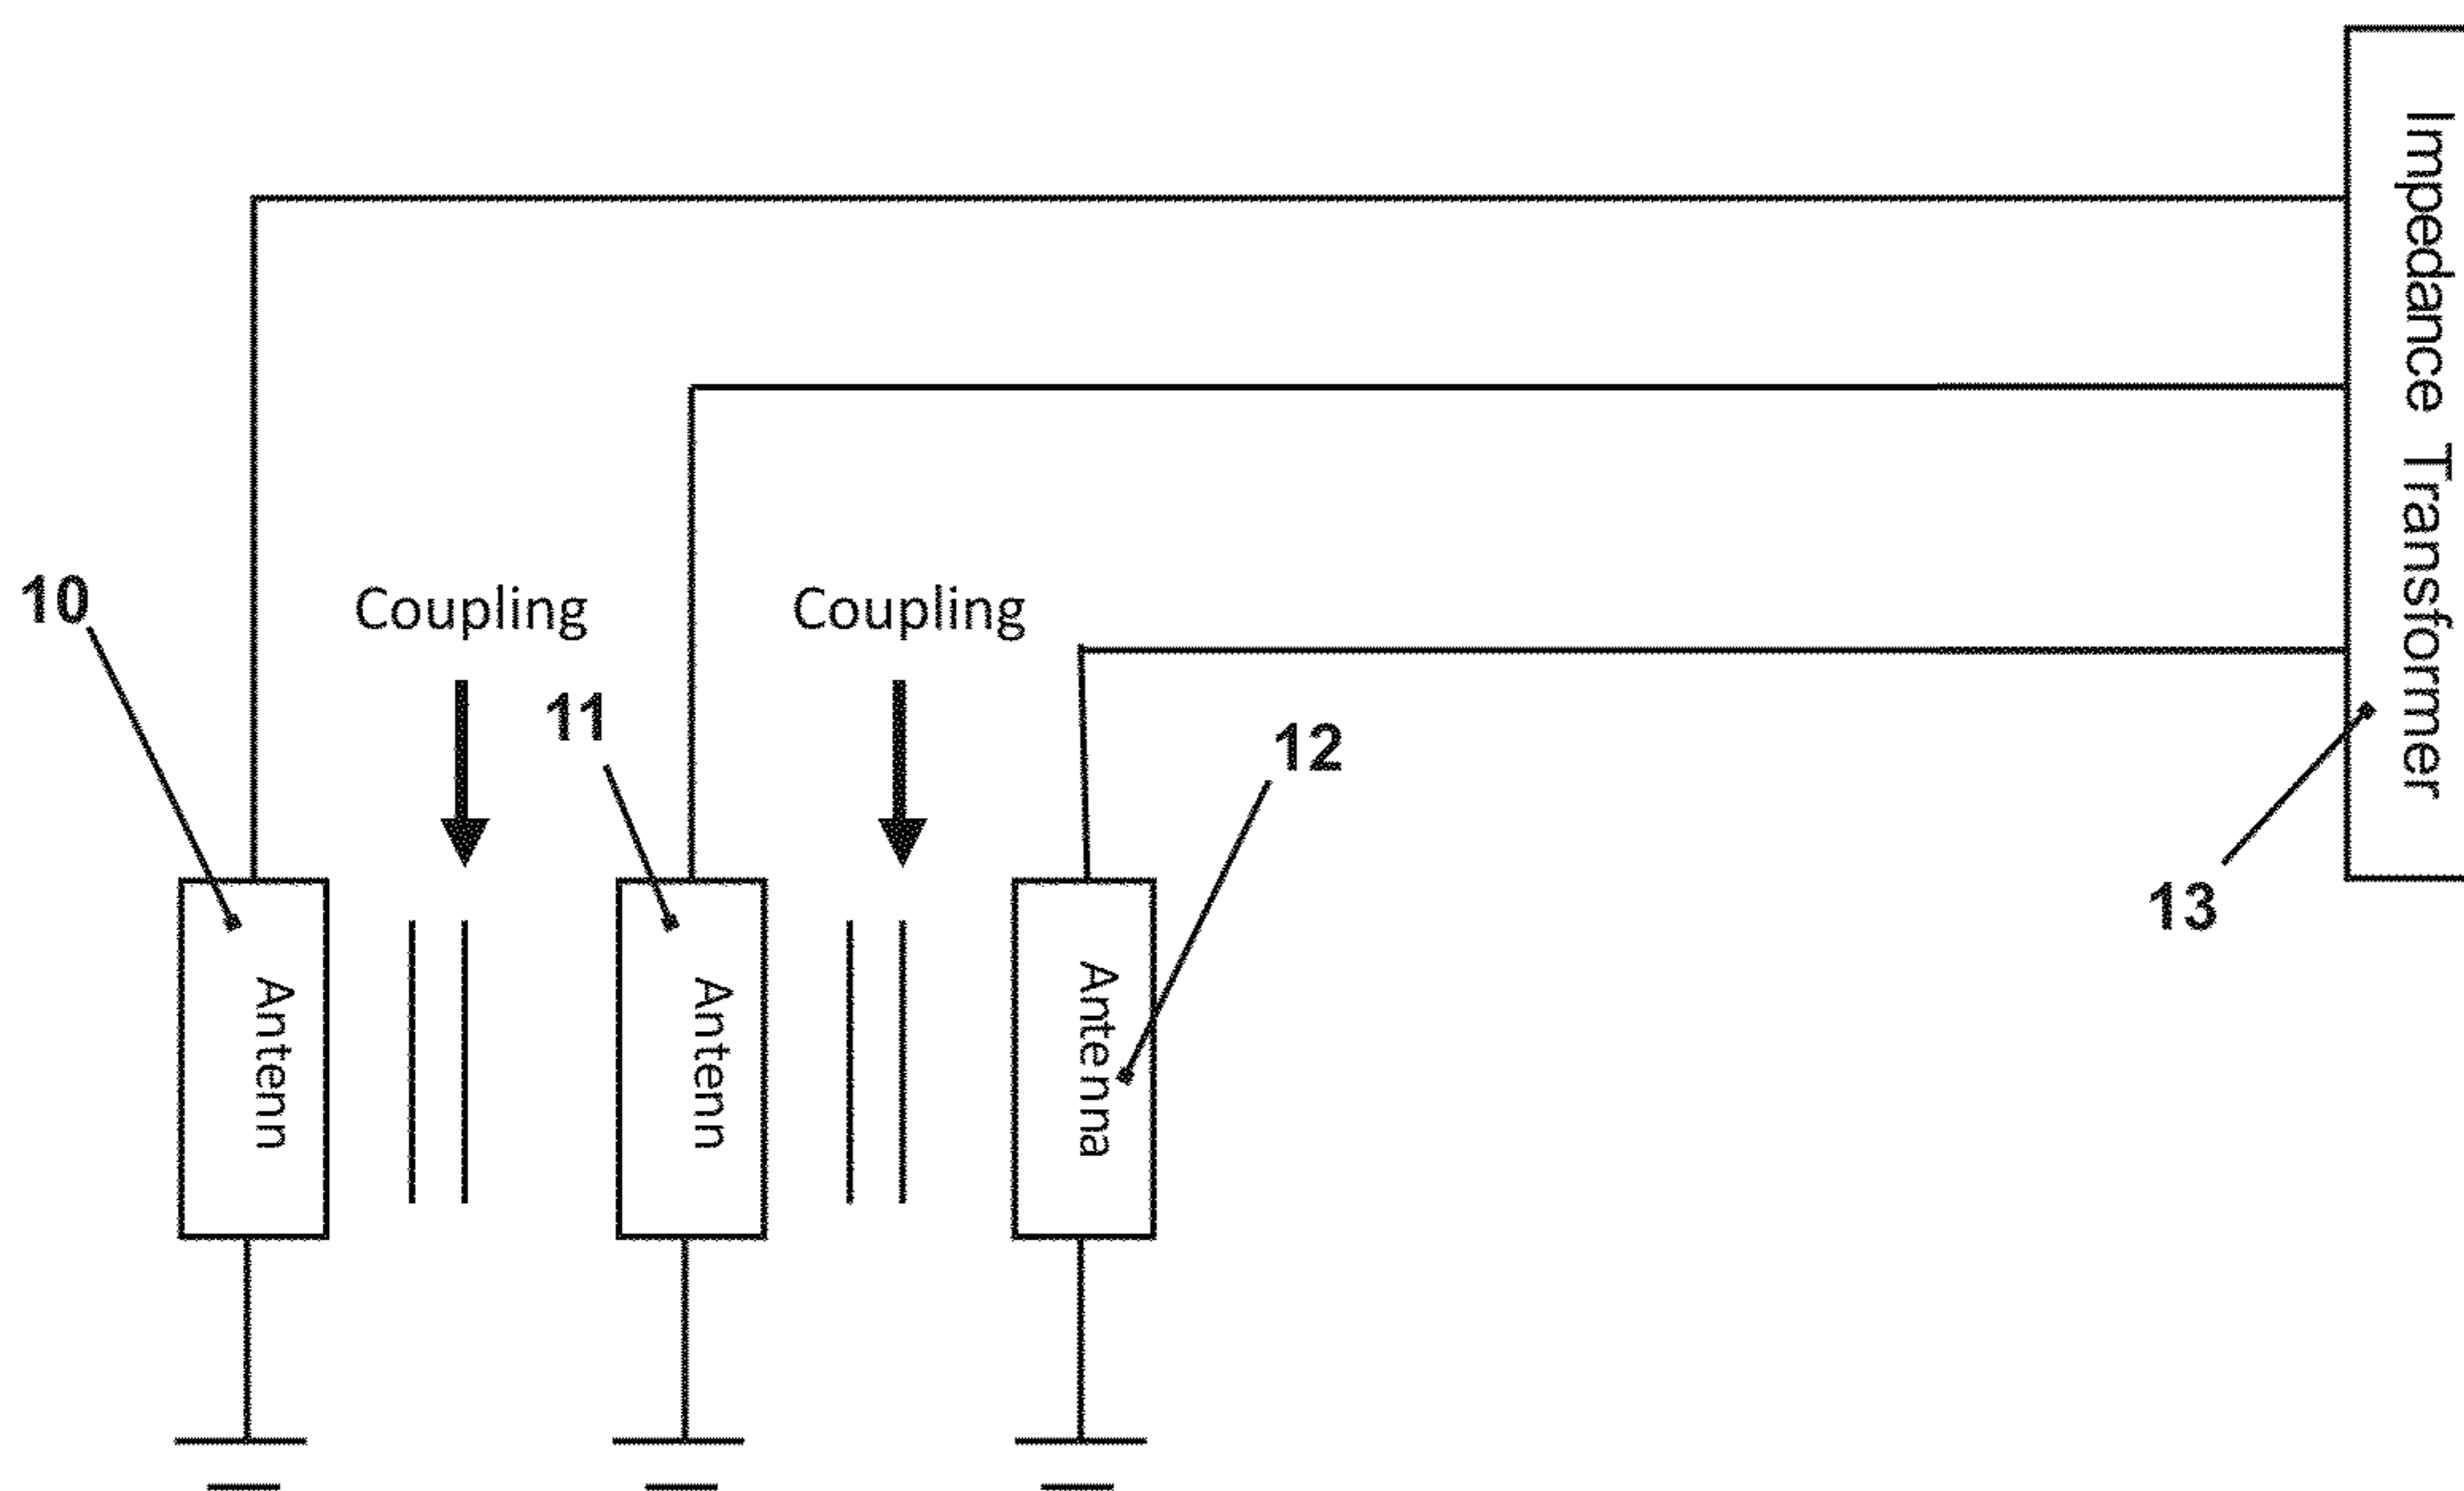 Impedance Transformer
10
Coupling
Coupling
11
12
13
Antenn
Antenn
Antenna